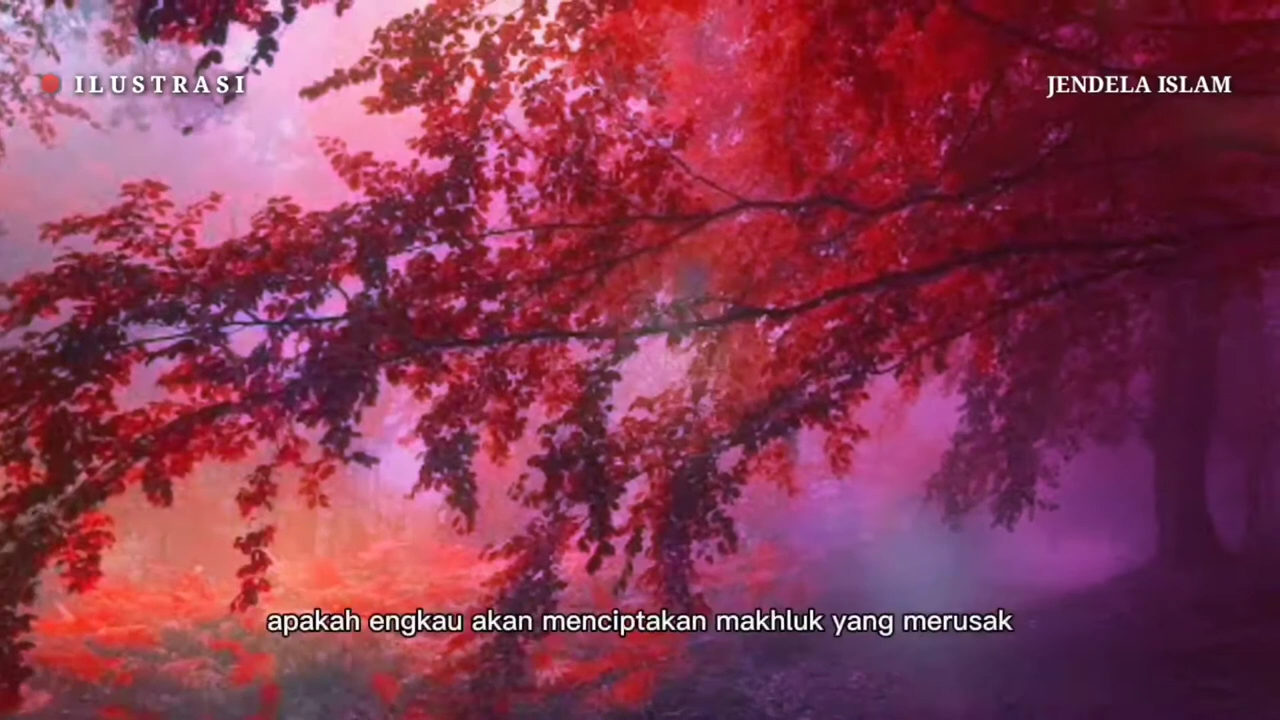 ILUSTRASI
JENDELA ISLAM
apakah engkau akan menciptakan makhluk yang merusak